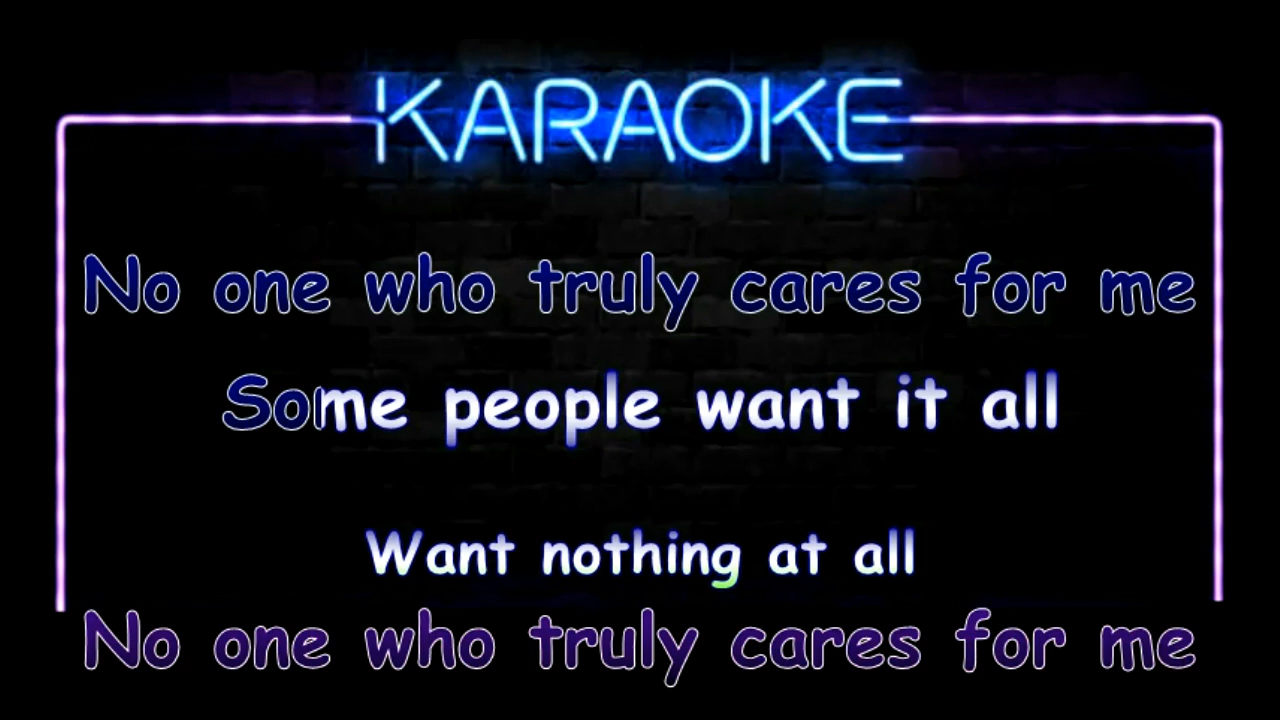 KARAOKE
No one who truly cares for me
Some people want it all
Want nothing at all
No one who truly cares for me